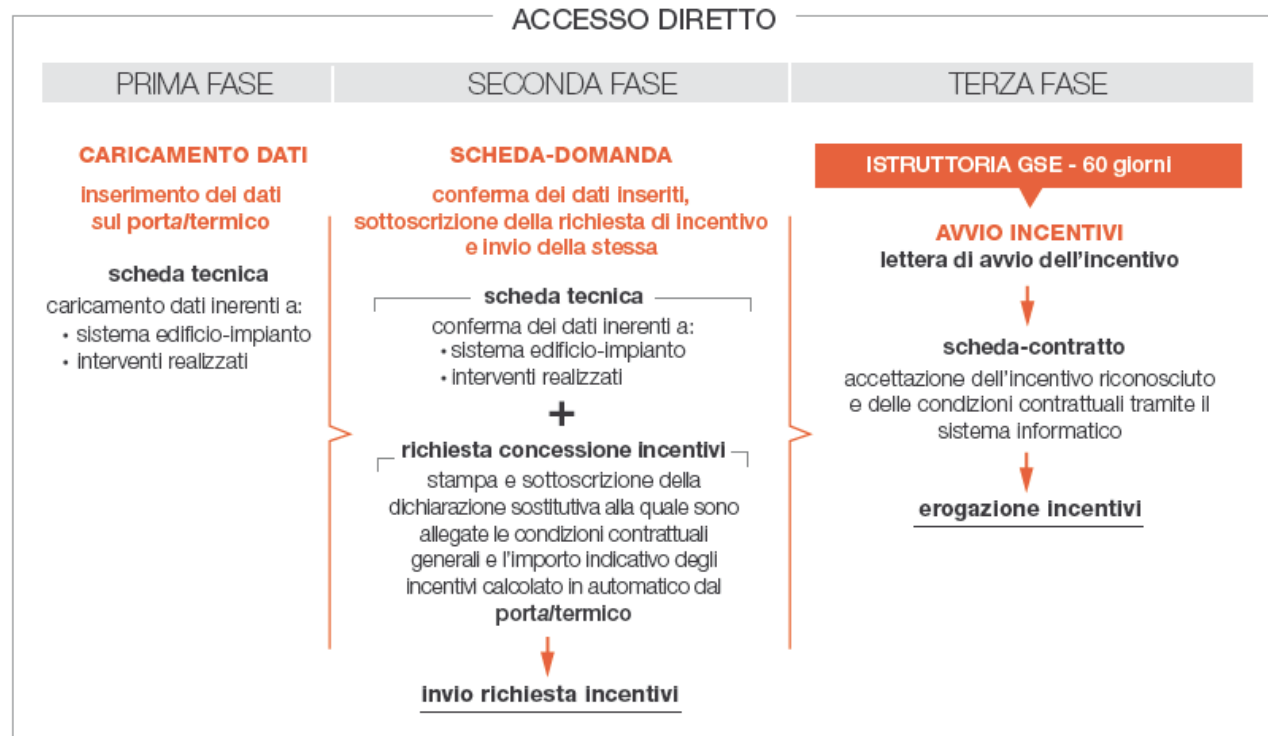 ACCESSO DIRETTO
PRIMA FASE
CARICAMENTO DATI
inserimento dei dati
sul portaltermico
scheda tecnica
caricamento dati inerenti a:
• sistema edificio-impianto
• interventi realizzati
SECONDA FASE
SCHEDA-DOMANDA
conferma dei dati inseriti,
sottoscrizione della richiesta di incentivo
e invio della stessa
scheda tecnica
conferma dei dati inerenti a:
• sistema edificio-impianto
• interventi realizzati
+
richiesta concessione incentivi
stampa e sottoscrizione della
dichiarazione sostitutiva alla quale sono
allegate le condizioni contrattuali
generali e l'importo indicativo degli
incentivi calcolato in automatico dal
portaltermico
invio richiesta incentivi
TERZA FASE
ISTRUTTORIA GSE - 60 giorni
AVVIO INCENTIVI
lettera di avvio dell'incentivo
scheda-contratto
accettazione dell'incentivo riconosciuto
e delle condizioni contrattuali tramite il
sistema informatico
erogazione incentivi